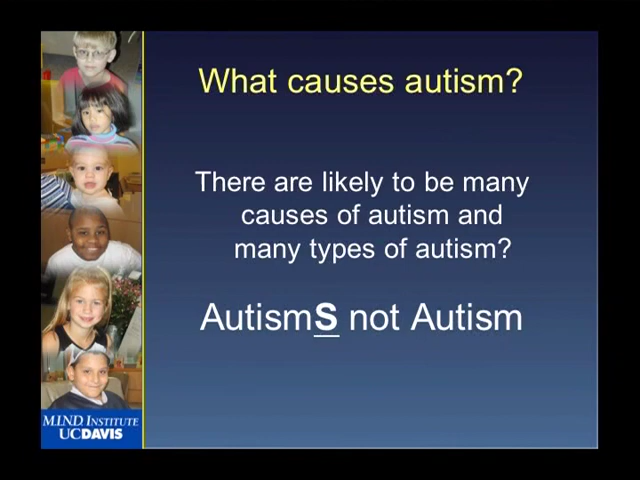 What causes autism?
There are likely to be many
causes of autism and
many types of autism?
AutismS not Autism
M.I.N.D. INSTITUTE
UCDAVIS